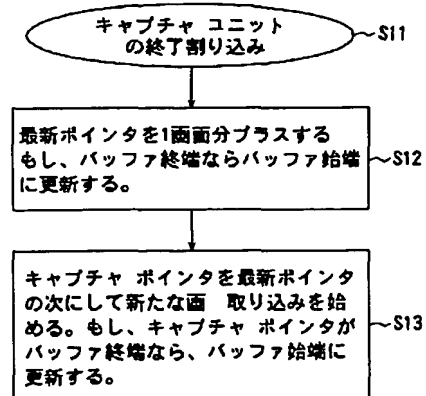 キャプチャ ユニット
の終了割り込み
S11
最新ポインタを1画面分プラスする
もし、バッファ終端ならバッファ始端
に更新する。
S12
キャプチャ ポインタを最新ポインタ
の次にして新たな画 取り込みを始
める。もし、キャプチャ ポインタが
バッファ終端なら、バッファ始端に
更新する。
S13